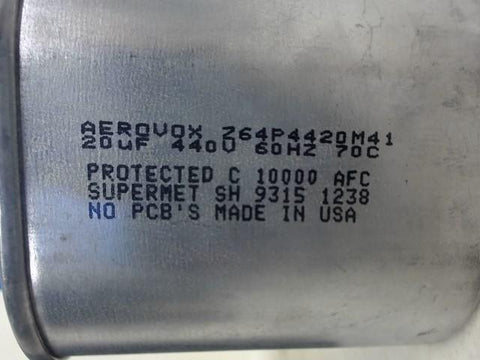 AEROVOX Z64P4420M41
20uF 440V 60HZ 70C
PROTECTED C 10000 AFC
SUPERMET SH 9315 1238
NO PCB'S MADE IN USA